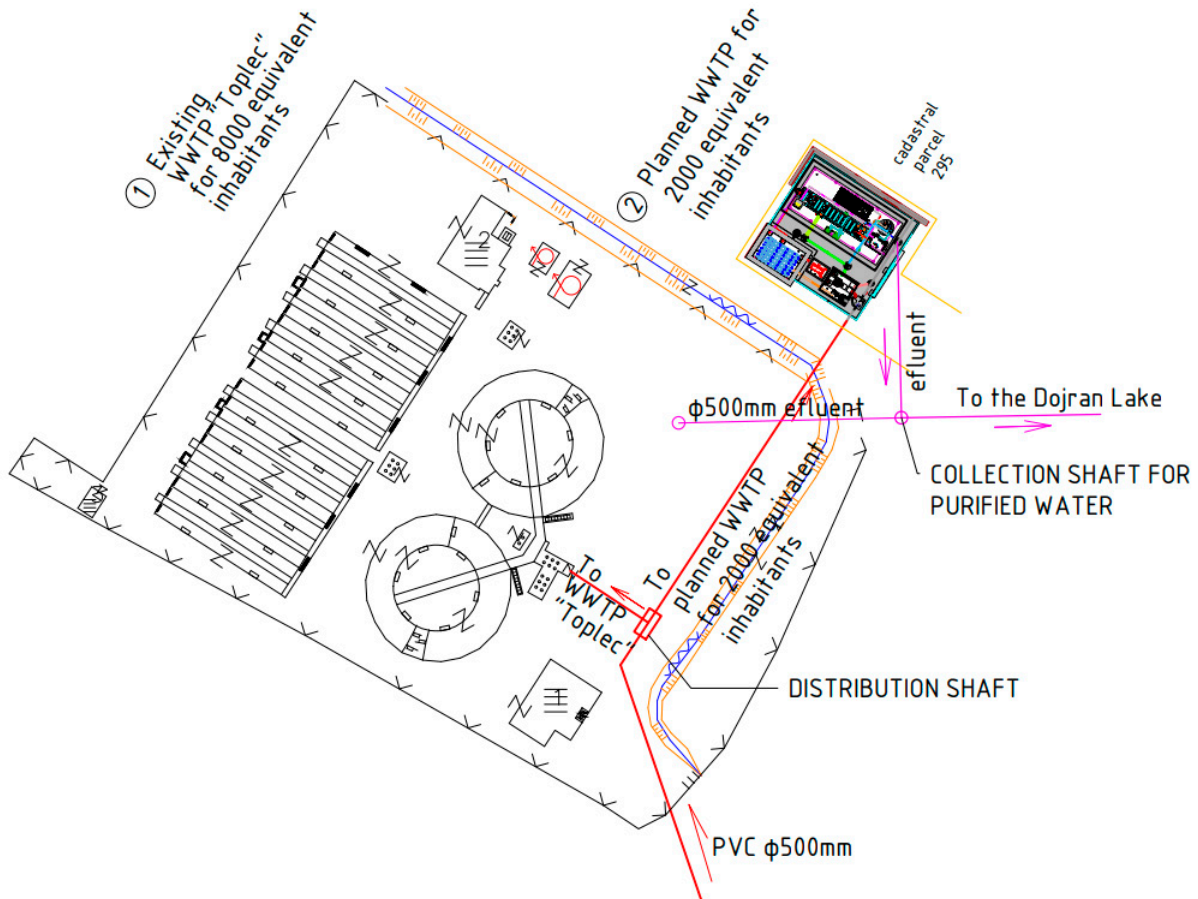 1
Existing
WWTP "Toplec"
for 8000 equivalent
inhabitants
2
Planned WWTP for
2000 equivalent
inhabitants
cadastral
parcel
295
efluent
φ500mm efluent
To the Dojran Lake
COLLECTION SHAFT FOR
PURIFIED WATER
To
WWTP
"Toplec"
To
planned WWTP
for 2000 equivalent
inhabitants
DISTRIBUTION SHAFT
PVC φ500mm